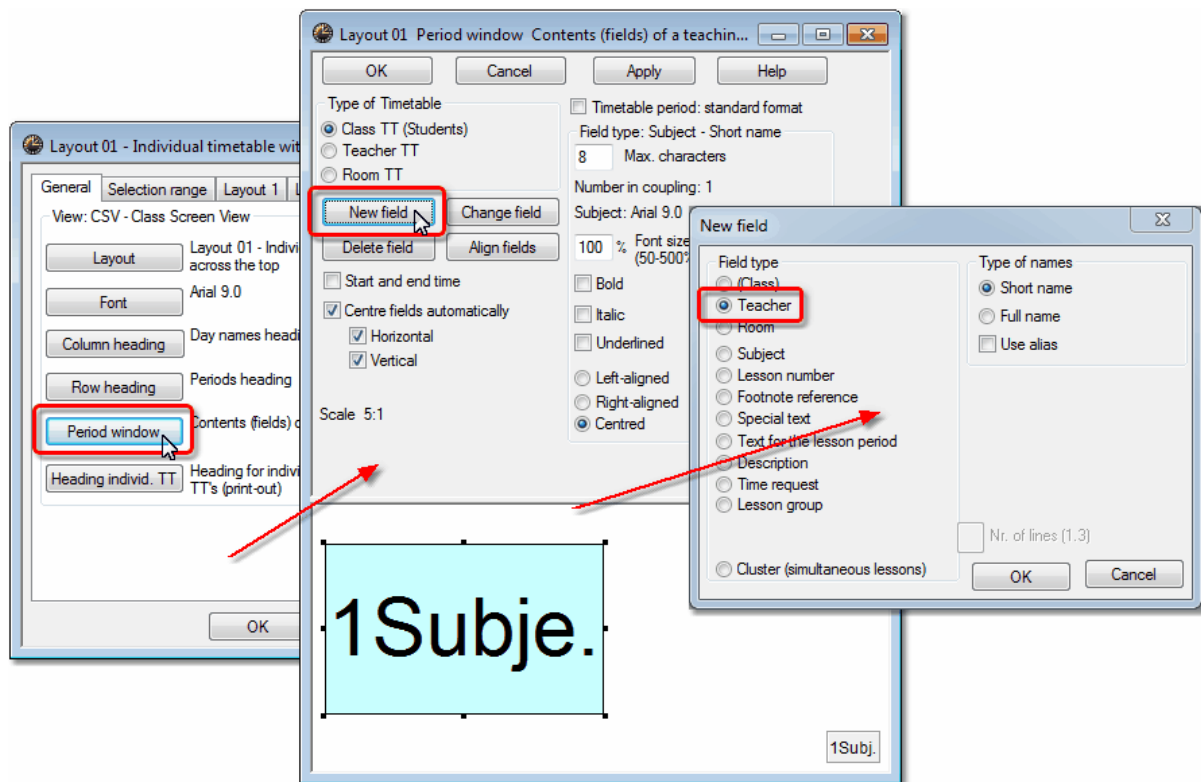 Layout 01 - Individual timetable wit
General
Selection range
Layout 1
L
View: CSV - Class Screen View
Layout
Layout 01 - Indivi
across the top
Font
Arial 9.0
Column heading
Day names headi
Row heading
Periods heading
Period window
Contents (fields) o
Heading individ. TT
Heading for indivi
TT's (print-out)
OK
Layout 01 Period window Contents (fields) of a teachin...
OK
Cancel
Apply
Help
Type of Timetable
Class TT (Students)
Teacher TT
Room TT
New field
Change field
Delete field
Align fields
Start and end time
Centre fields automatically
Horizontal
Vertical
Scale 5:1
Timetable period: standard format
Field type: Subject - Short name
8 Max. characters
Number in coupling: 1
Subject: Arial 9.0
100 % Font size
(50-500%
Bold
Italic
Underlined
Left-aligned
Right-aligned
Centred
1Subje.
1Subj.
New field
Field type
(Class)
Teacher
Room
Subject
Lesson number
Footnote reference
Special text
Text for the lesson period
Description
Time request
Lesson group
Cluster (simultaneous lessons)
Type of names
Short name
Full name
Use alias
Nr. of lines (1.3)
OK
Cancel